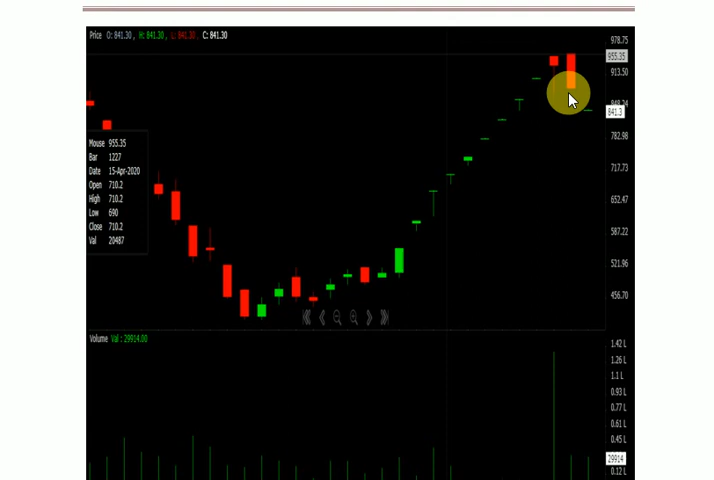 Price O: 841.30, H: 841.30, L: 841.30, C: 841.30
978.75
955.35
913.50
841.3
782.98
717.73
652.47
587.22
521.96
456.70
Mouse 955.35
Bar 1227
Date 15-Apr-2020
Open 710.2
High 710.2
Low 690
Close 710.2
Val 20487
Volume Val : 29914.00
1.42 L
1.26 L
1.1 L
0.93 L
0.77 L
0.61 L
0.45 L
29914
0.12 L